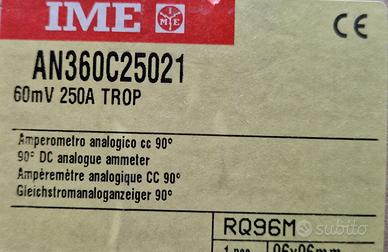 IME
IME
CE
AN360C25021
60mV 250A TROP
Amperometro analogico cc 90°
90° DC analogue ammeter
Ampèremètre analogique CC 90°
Gleichstromanaloganzeiger 90°
RQ96M
subito